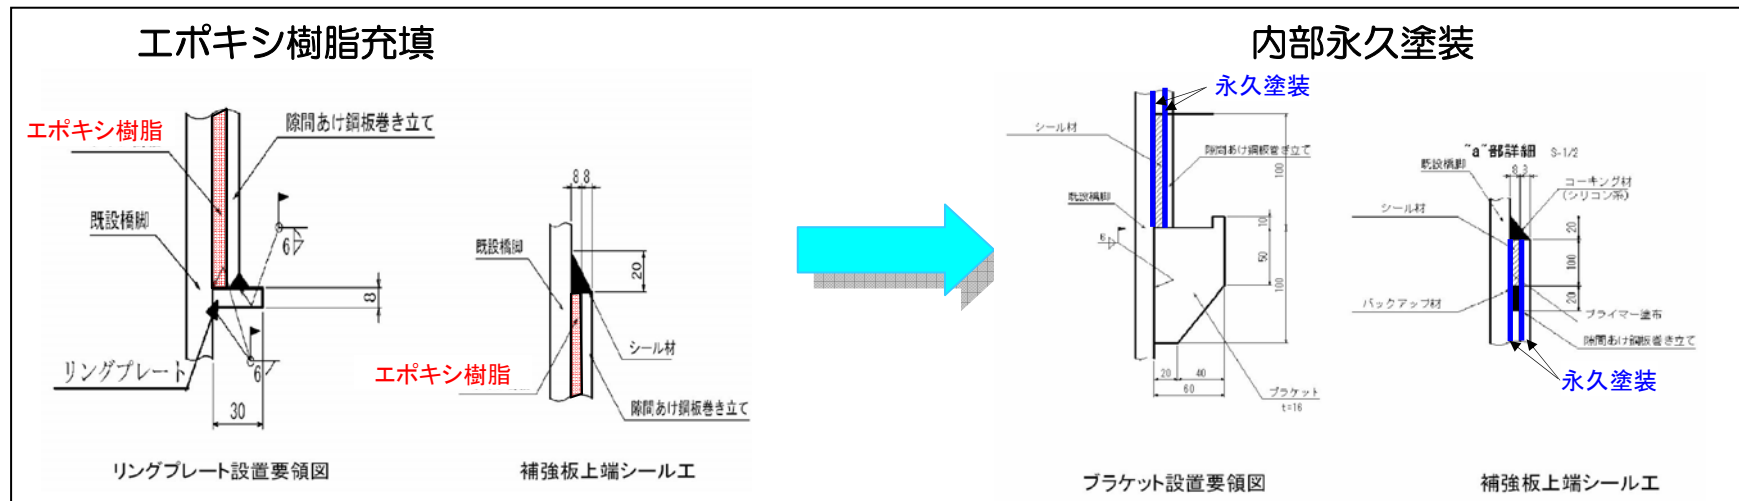 エポキシ樹脂充填
エポキシ樹脂
隙間あけ鋼板巻き立て
既設橋脚
6
8
6
リングプレート
30
リングプレート設置要領図
8 8
既設橋脚
20
シール材
エポキシ樹脂
隙間あけ鋼板巻き立て
補強板上端シール工
内部永久塗装
永久塗装
シール材
隙間あけ鋼板巻き立て
100
既設橋脚
10
6
50
100
20
40
60
ブラケット
t=16
ブラケット設置要領図
"a"部詳細 S-1/2
既設橋脚
8 3
コーキング材
(シリコン系)
シール材
20
100
バックアップ材
20
プライマー塗布
隙間あけ鋼板巻き立て
永久塗装
補強板上端シール工